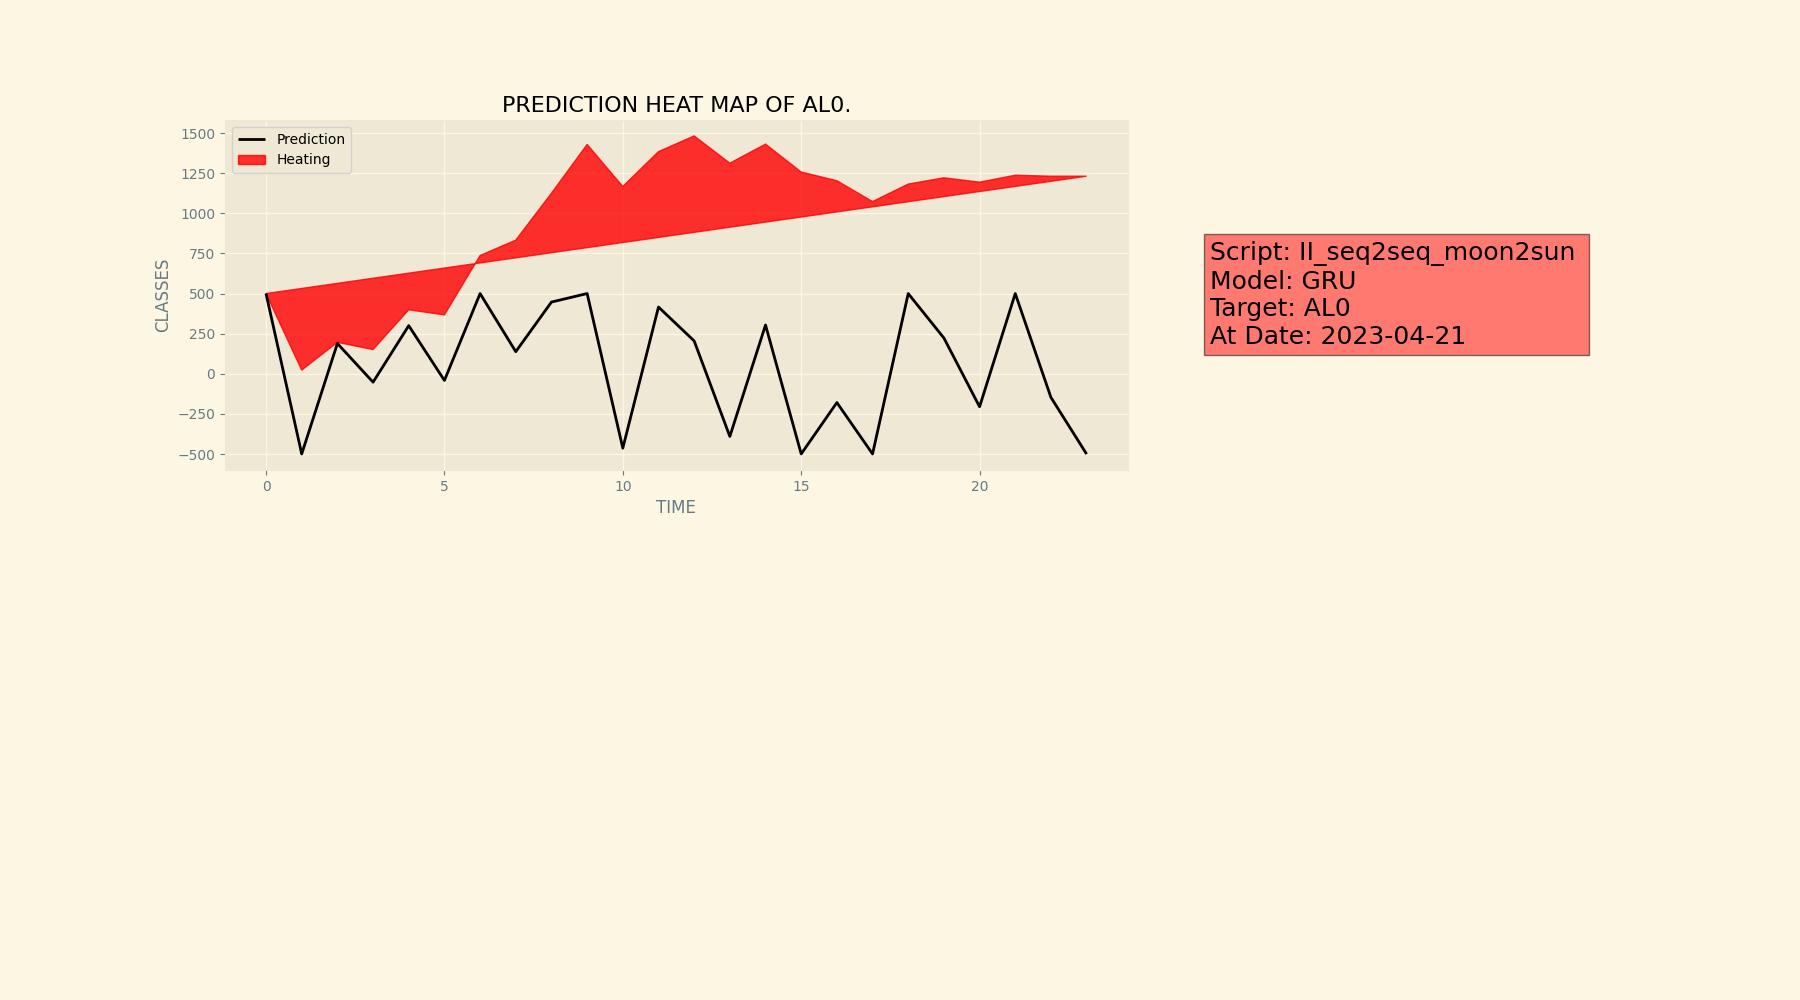 PREDICTION HEAT MAP OF AL0.
Prediction
Heating
1500
1250
1000
750
500
250
0
−250
−500
CLASSES
0 5 10 15 20
TIME
Script: II_seq2seq_moon2sun
Model: GRU
Target: AL0
At Date: 2023-04-21